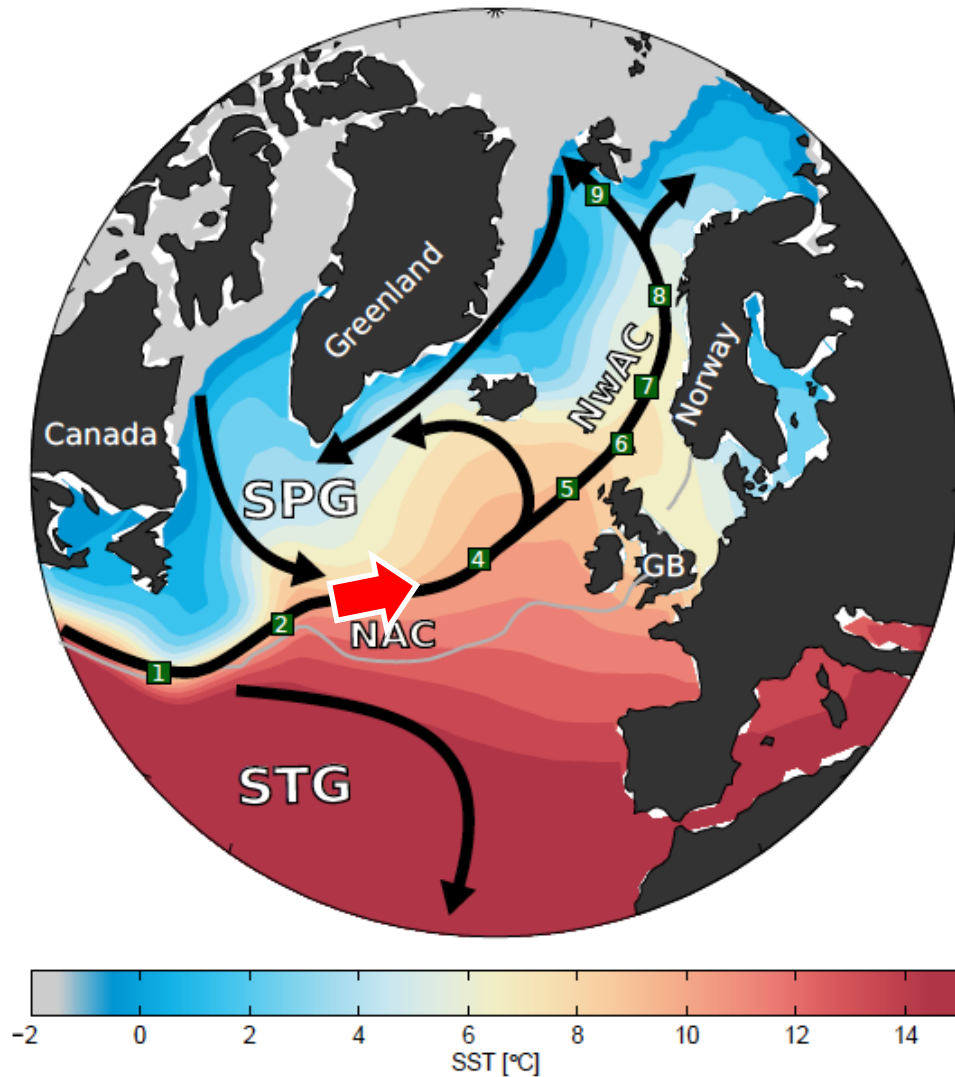 9
Greenland
8
NwAC
Norway
7
Canada
6
SPG
5
4
GB
2
NAC
1
STG
−2 0 2 4 6 8 10 12 14
SST [°C]